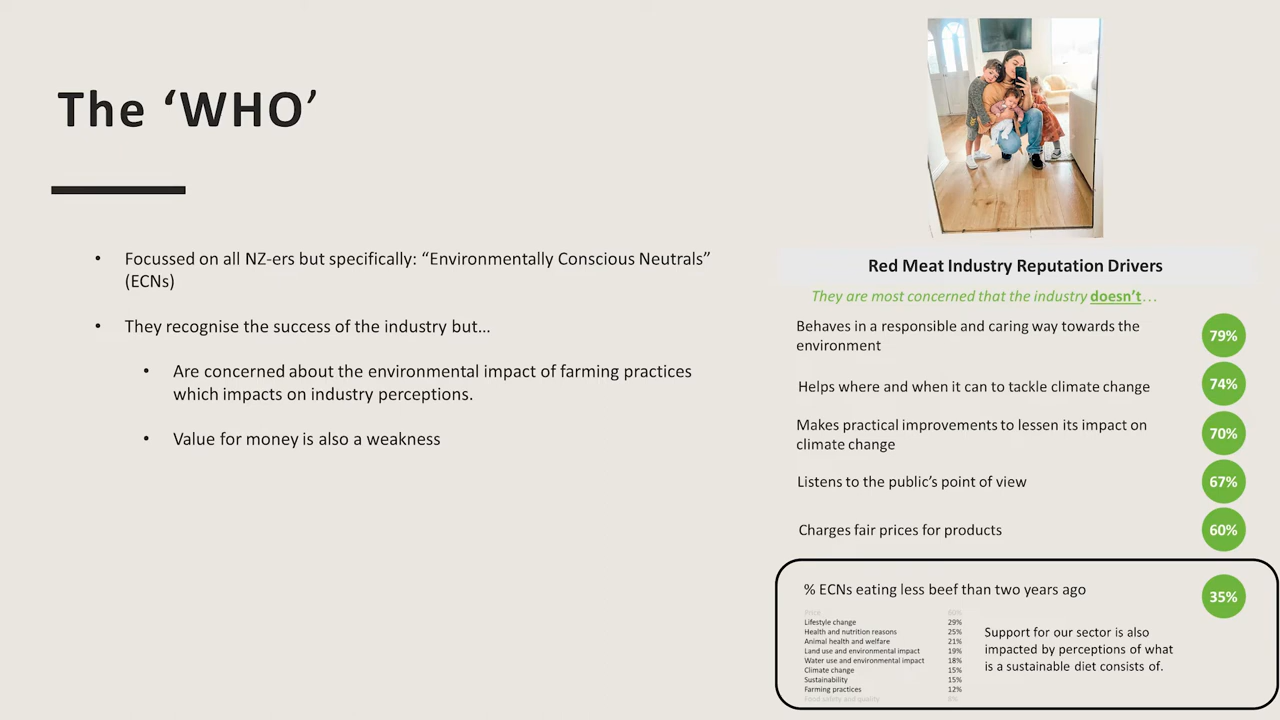 The ‘WHO’
• Focussed on all NZ-ers but specifically: “Environmentally Conscious Neutrals”
(ECNs)
• They recognise the success of the industry but...
• Are concerned about the environmental impact of farming practices
which impacts on industry perceptions.
• Value for money is also a weakness
Red Meat Industry Reputation Drivers
They are most concerned that the industry doesn’t...
Behaves in a responsible and caring way towards the
environment
79%
Helps where and when it can to tackle climate change
74%
Makes practical improvements to lessen its impact on
climate change
70%
Listens to the public’s point of view
67%
Charges fair prices for products
60%
% ECNs eating less beef than two years ago
35%
Price 60%
Lifestyle change 29%
Health and nutrition reasons 25%
Animal health and welfare 21%
Land use and environmental impact 19%
Water use and environmental impact 18%
Climate change 15%
Sustainability 15%
Farming practices 12%
Food safety and quality 8%
Support for our sector is also
impacted by perceptions of what
is a sustainable diet consists of.